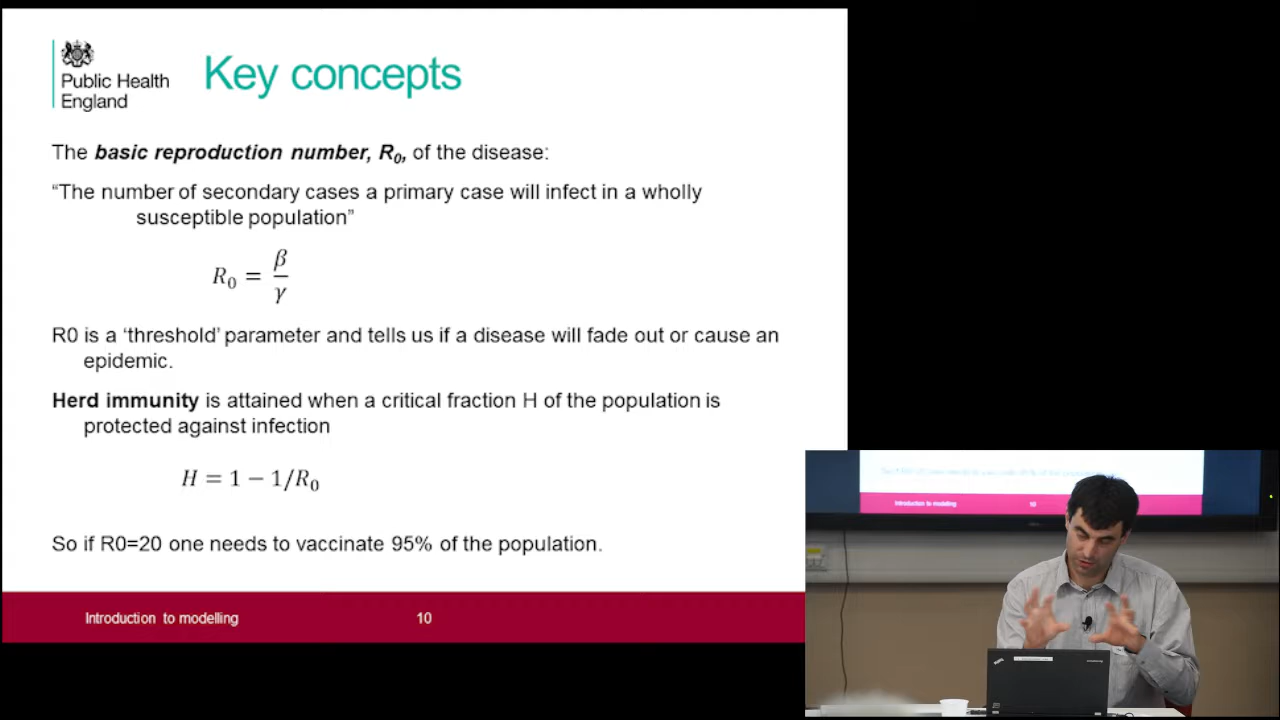 Public Health
England
Key concepts
The basic reproduction number, R₀, of the disease:
“The number of secondary cases a primary case will infect in a wholly
susceptible population”
R₀ = β/γ
R0 is a ‘threshold’ parameter and tells us if a disease will fade out or cause an
epidemic.
Herd immunity is attained when a critical fraction H of the population is
protected against infection
H = 1 − 1/R₀
So if R0=20 one needs to vaccinate 95% of the population.
Introduction to modelling 10
Introduction to modelling 10